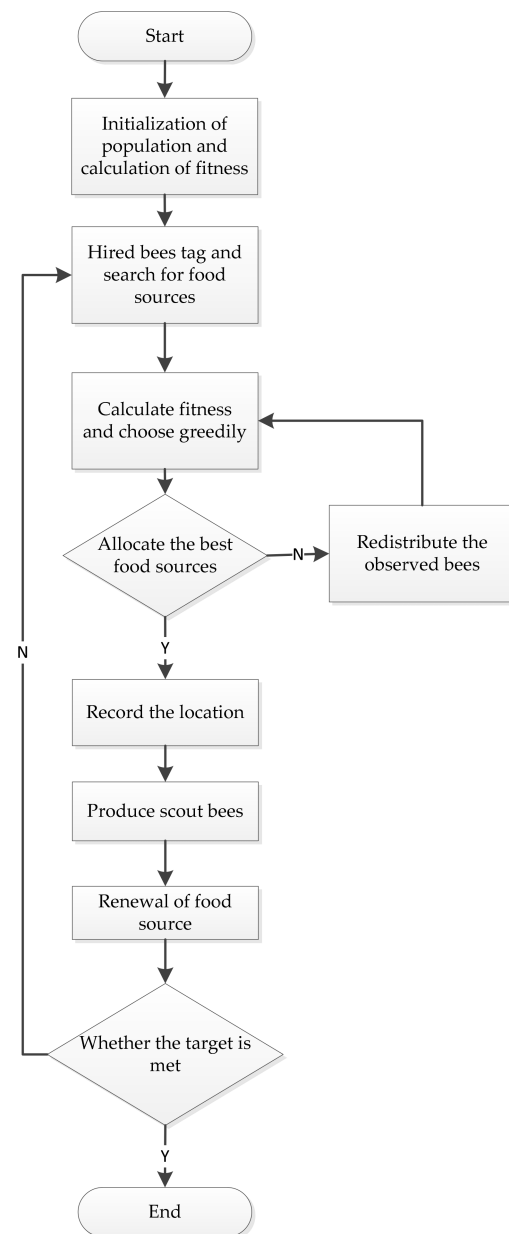 Start
Initialization of
population and
calculation of fitness
Hired bees tag and
search for food
sources
Calculate fitness
and choose greedily
Allocate the best
food sources
N
Redistribute the
observed bees
Y
N
Record the location
Produce scout bees
Renewal of food
source
Whether the target is
met
Y
End